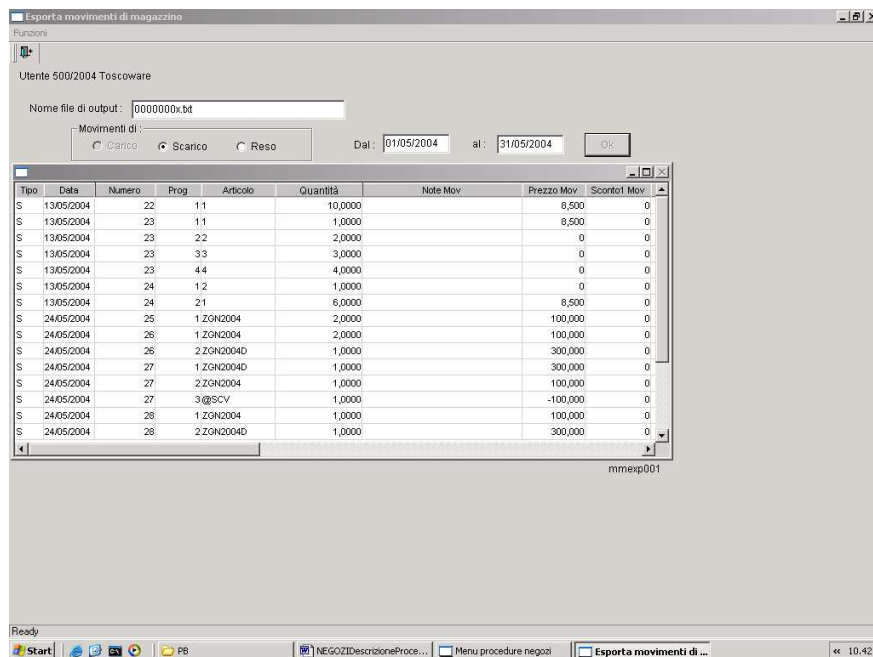 Esporta movimenti di magazzino
Funzioni
Utente 500/2004 Toscoware
Nome file di output : 0000000x.txt
Movimenti di :
Carico Scarico Reso Dal : 01/05/2004 al : 31/05/2004 Ok
Tipo Data Numero Prog Articolo Quantità Note Mov Prezzo Mov Sconto1 Mov
S 13/05/2004 22 1 1 10,0000 8,500 0
S 13/05/2004 23 1 1 1,0000 8,500 0
S 13/05/2004 23 2 2 2,0000 0 0
S 13/05/2004 23 3 3 3,0000 0 0
S 13/05/2004 23 4 4 4,0000 0 0
S 13/05/2004 24 1 2 1,0000 0 0
S 13/05/2004 24 2 1 6,0000 8,500 0
S 24/05/2004 25 1 ZGN2004 2,0000 100,000 0
S 24/05/2004 26 1 ZGN2004 2,0000 100,000 0
S 24/05/2004 26 2 ZGN2004D 1,0000 300,000 0
S 24/05/2004 27 1 ZGN2004D 1,0000 300,000 0
S 24/05/2004 27 2 ZGN2004 1,0000 100,000 0
S 24/05/2004 27 3 @SCV 1,0000 -100,000 0
S 24/05/2004 28 1 ZGN2004 1,0000 100,000 0
S 24/05/2004 28 2 ZGN2004D 1,0000 300,000 0
mmexp001
Ready
Start PB NEGOZIDescrizioneProce... Menu procedure negozi Esporta movimenti di ... « 10.42